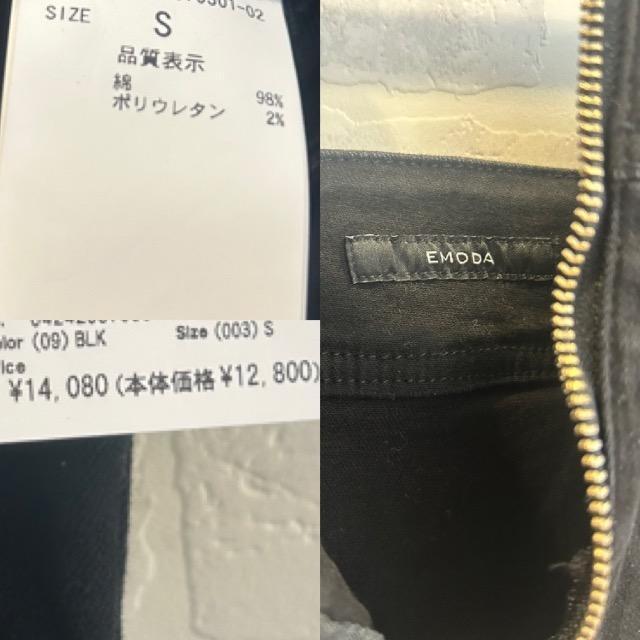 SIZE
S
品質表示
綿 98%
ポリウレタン 2%
EMODA
(09) BLK Size (003) S
¥14,080(本体価格¥12,800)